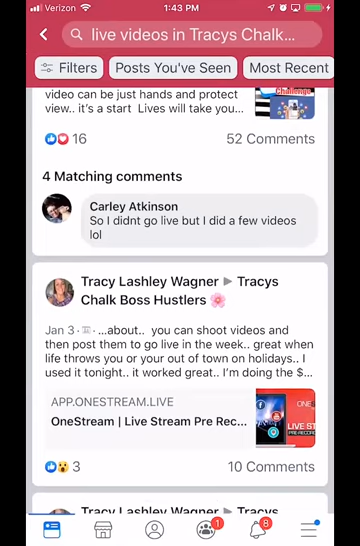 Verizon
1:43 PM
live videos in Tracys Chalk...
Filters
Posts You've Seen
Most Recent
video can be just hands and protect
view.. it's a start Lives will take you...
Challenge
16
52 Comments
4 Matching comments
Carley Atkinson
So I didnt go live but I did a few videos
lol
Tracy Lashley Wagner ▶ Tracys
Chalk Boss Hustlers 🌸
Jan 3 · ...about.. you can shoot videos and
then post them to go live in the week.. great when
life throws you or your out of town on holidays.. I
used it tonight.. it worked great.. I'm doing the $...
APP.ONESTREAM.LIVE
OneStream | Live Stream Pre Rec...
ONE
LIVE ST
PRE-RECOR
3
10 Comments
Tracy Lashley Wagner ▶ Tracys
1
8